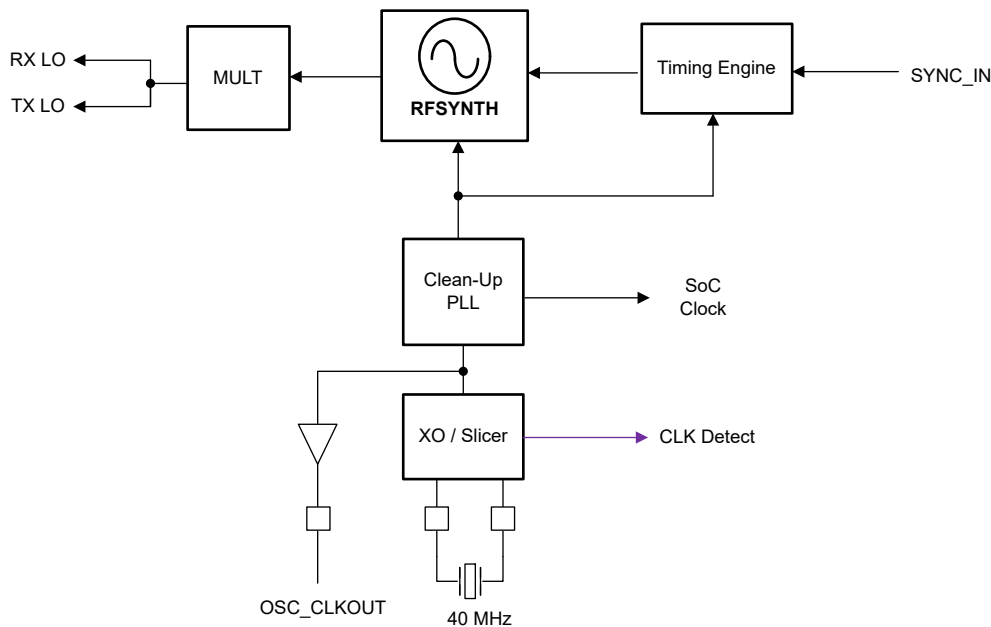 RX LO
TX LO
MULT
RFSYNTH
Timing Engine
SYNC_IN
Clean-Up
PLL
SoC
Clock
XO / Slicer
CLK Detect
OSC_CLKOUT
40 MHz